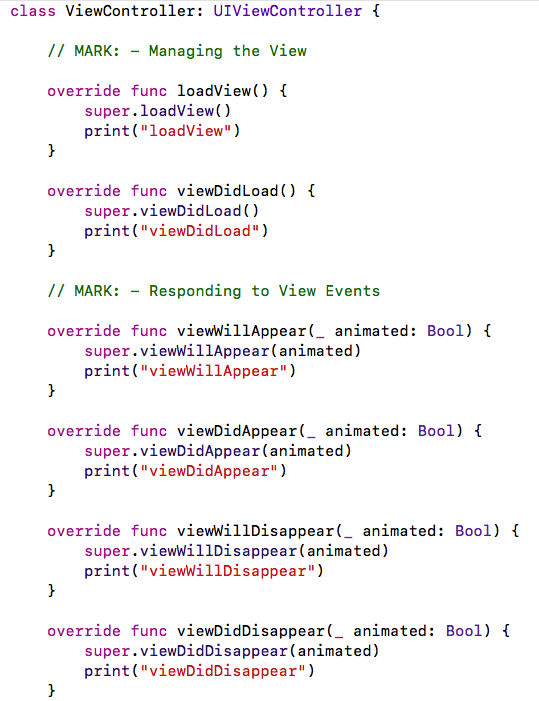 class ViewController: UIViewController {
// MARK: – Managing the View
override func loadView() {
super.loadView()
print("loadView")
}
override func viewDidLoad() {
super.viewDidLoad()
print("viewDidLoad")
}
// MARK: – Responding to View Events
override func viewWillAppear(_ animated: Bool) {
super.viewWillAppear(animated)
print("viewWillAppear")
}
override func viewDidAppear(_ animated: Bool) {
super.viewDidAppear(animated)
print("viewDidAppear")
}
override func viewWillDisappear(_ animated: Bool) {
super.viewWillDisappear(animated)
print("viewWillDisappear")
}
override func viewDidDisappear(_ animated: Bool) {
super.viewDidDisappear(animated)
print("viewDidDisappear")
}